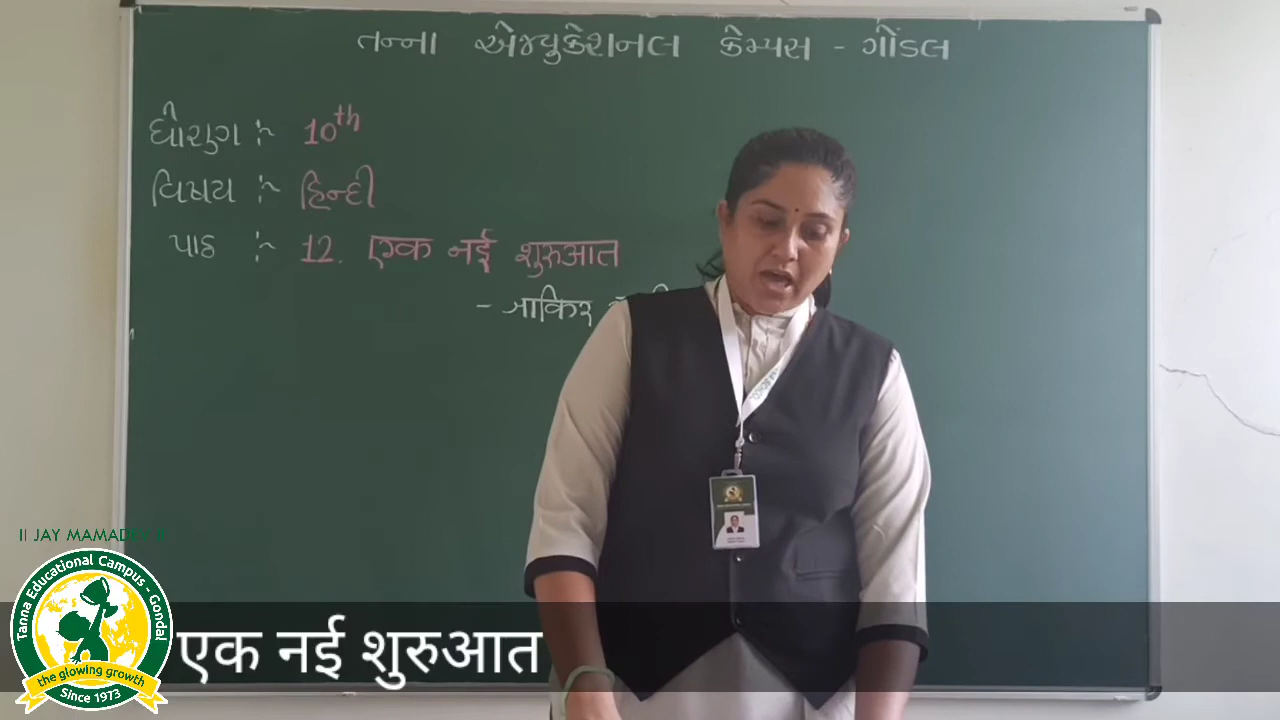 તન્ના એજ્યુકેશનલ કેમ્પસ - ગોંડલ
ધોરણ :- 10th
વિષય :- हिन्दी
પાઠ :- 12. एक नई शुरुआत
- जाकिर
II JAY MAMADEV II
Tanna Educational Campus - Gondal
the glowing growth
Since 1973
एक नई शुरुआत